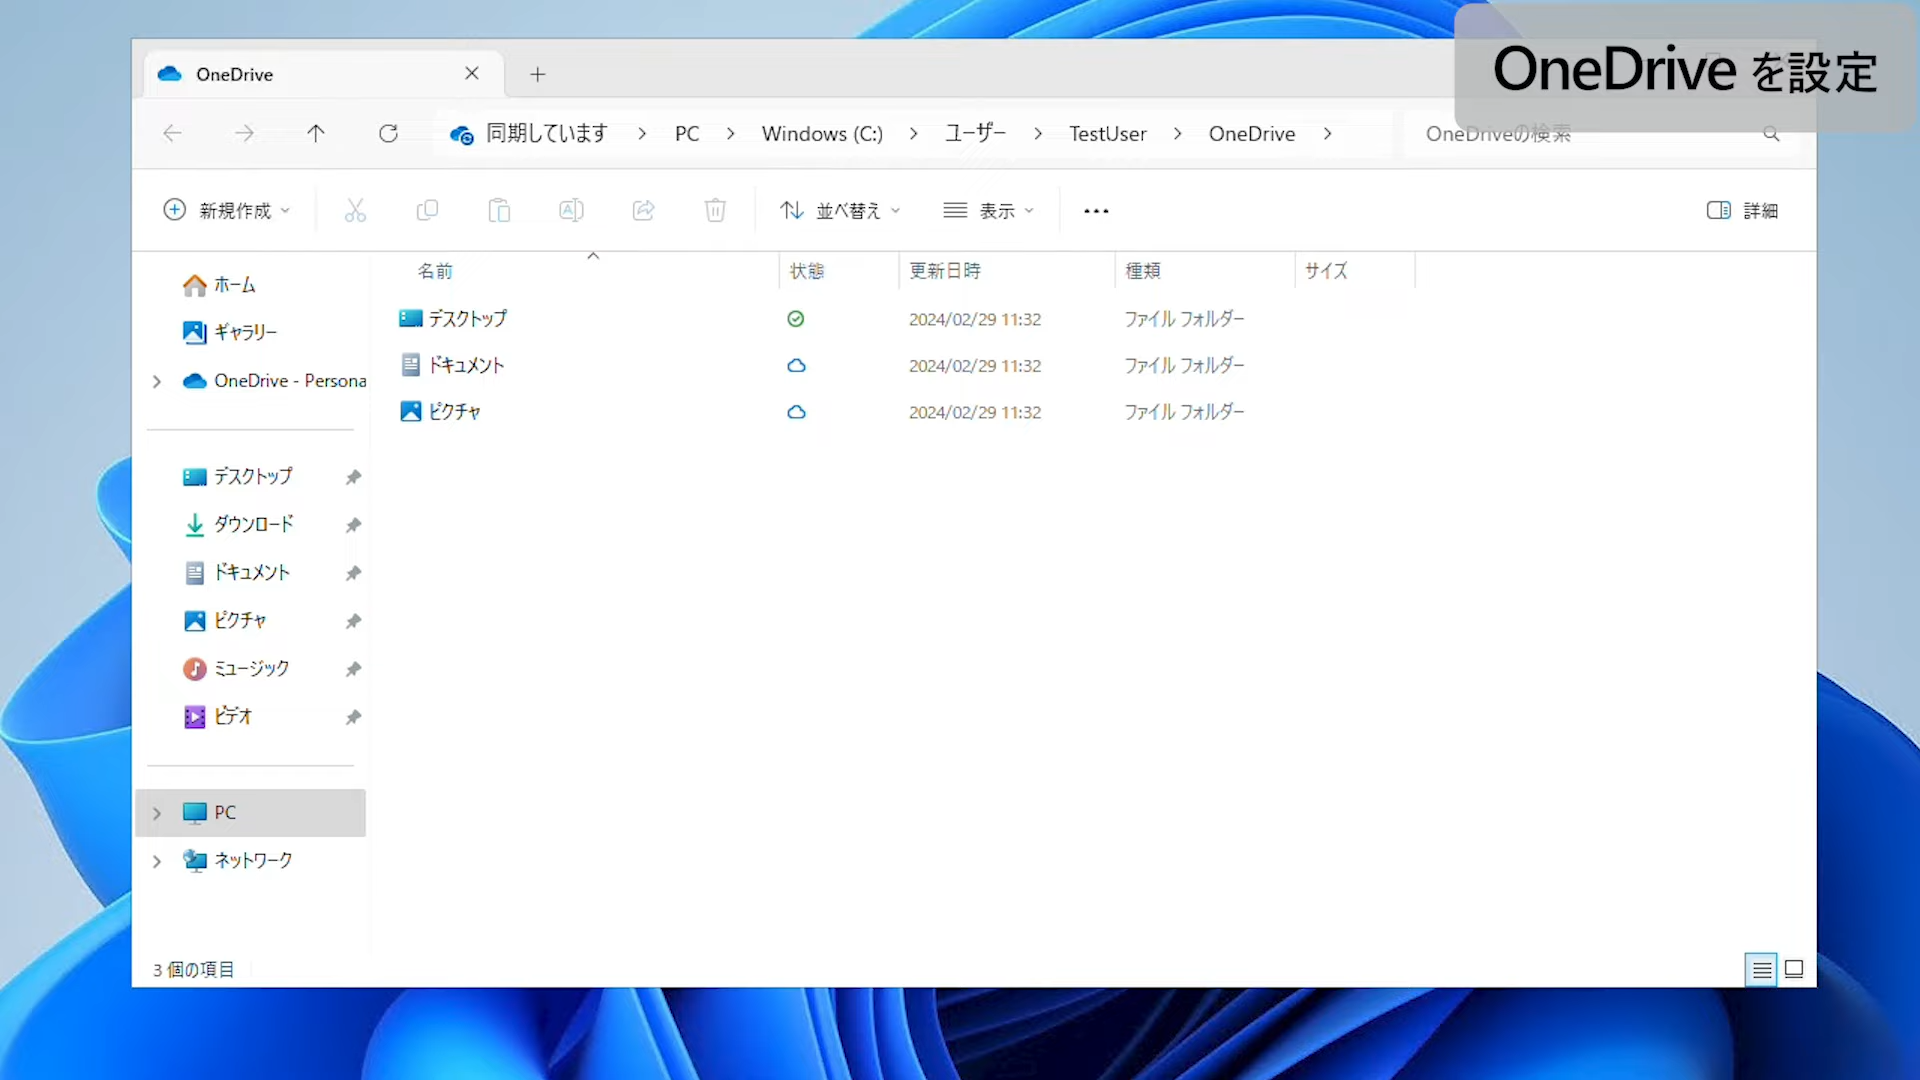 OneDrive
OneDrive を設定
同期しています > PC > Windows (C:) > ユーザー > TestUser > OneDrive >
OneDriveの検索
新規作成
並べ替え
表示
詳細
名前 状態 更新日時 種類 サイズ
デスクトップ 2024/02/29 11:32 ファイル フォルダー
ドキュメント 2024/02/29 11:32 ファイル フォルダー
ピクチャ 2024/02/29 11:32 ファイル フォルダー
ホーム
ギャラリー
OneDrive - Persona
デスクトップ
ダウンロード
ドキュメント
ピクチャ
ミュージック
ビデオ
PC
ネットワーク
3 個の項目